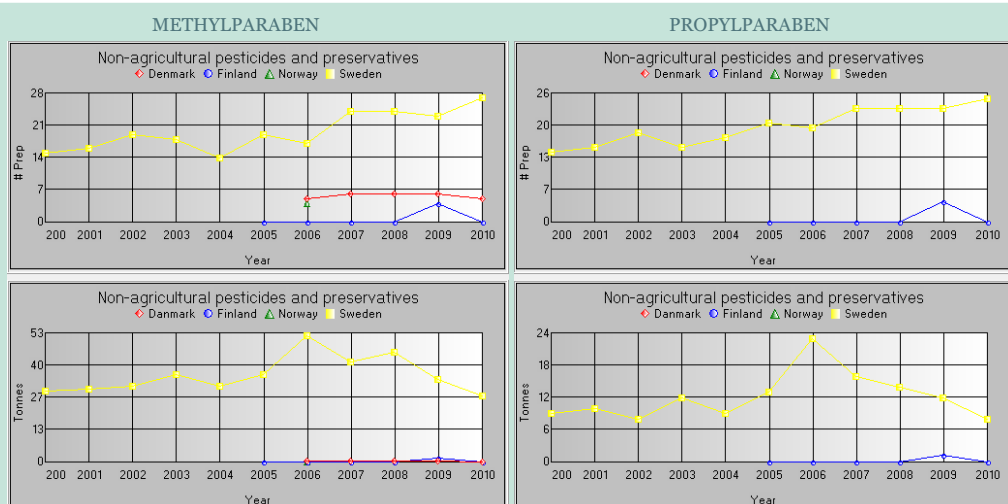 METHYLPARABEN
PROPYLPARABEN
Non-agricultural pesticides and preservatives
Denmark Finland Norway Sweden
# Prep
28
21
14
7
0
200 2001 2002 2003 2004 2005 2006 2007 2008 2009 2010
Year
Non-agricultural pesticides and preservatives
Denmark Finland Norway Sweden
# Prep
26
20
13
7
0
200 2001 2002 2003 2004 2005 2006 2007 2008 2009 2010
Year
Non-agricultural pesticides and preservatives
Danmark Finland Norway Sweden
Tonnes
53
40
27
13
0
200 2001 2002 2003 2004 2005 2006 2007 2008 2009 2010
Year
Non-agricultural pesticides and preservatives
Danmark Finland Norway Sweden
Tonnes
24
18
12
6
0
200 2001 2002 2003 2004 2005 2006 2007 2008 2009 2010
Year